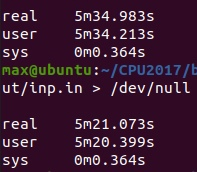 real 5m34.983s
user 5m34.213s
sys 0m0.364s
max@ubuntu:~/CPU2017/b
ut/inp.in > /dev/null
real 5m21.073s
user 5m20.399s
sys 0m0.364s